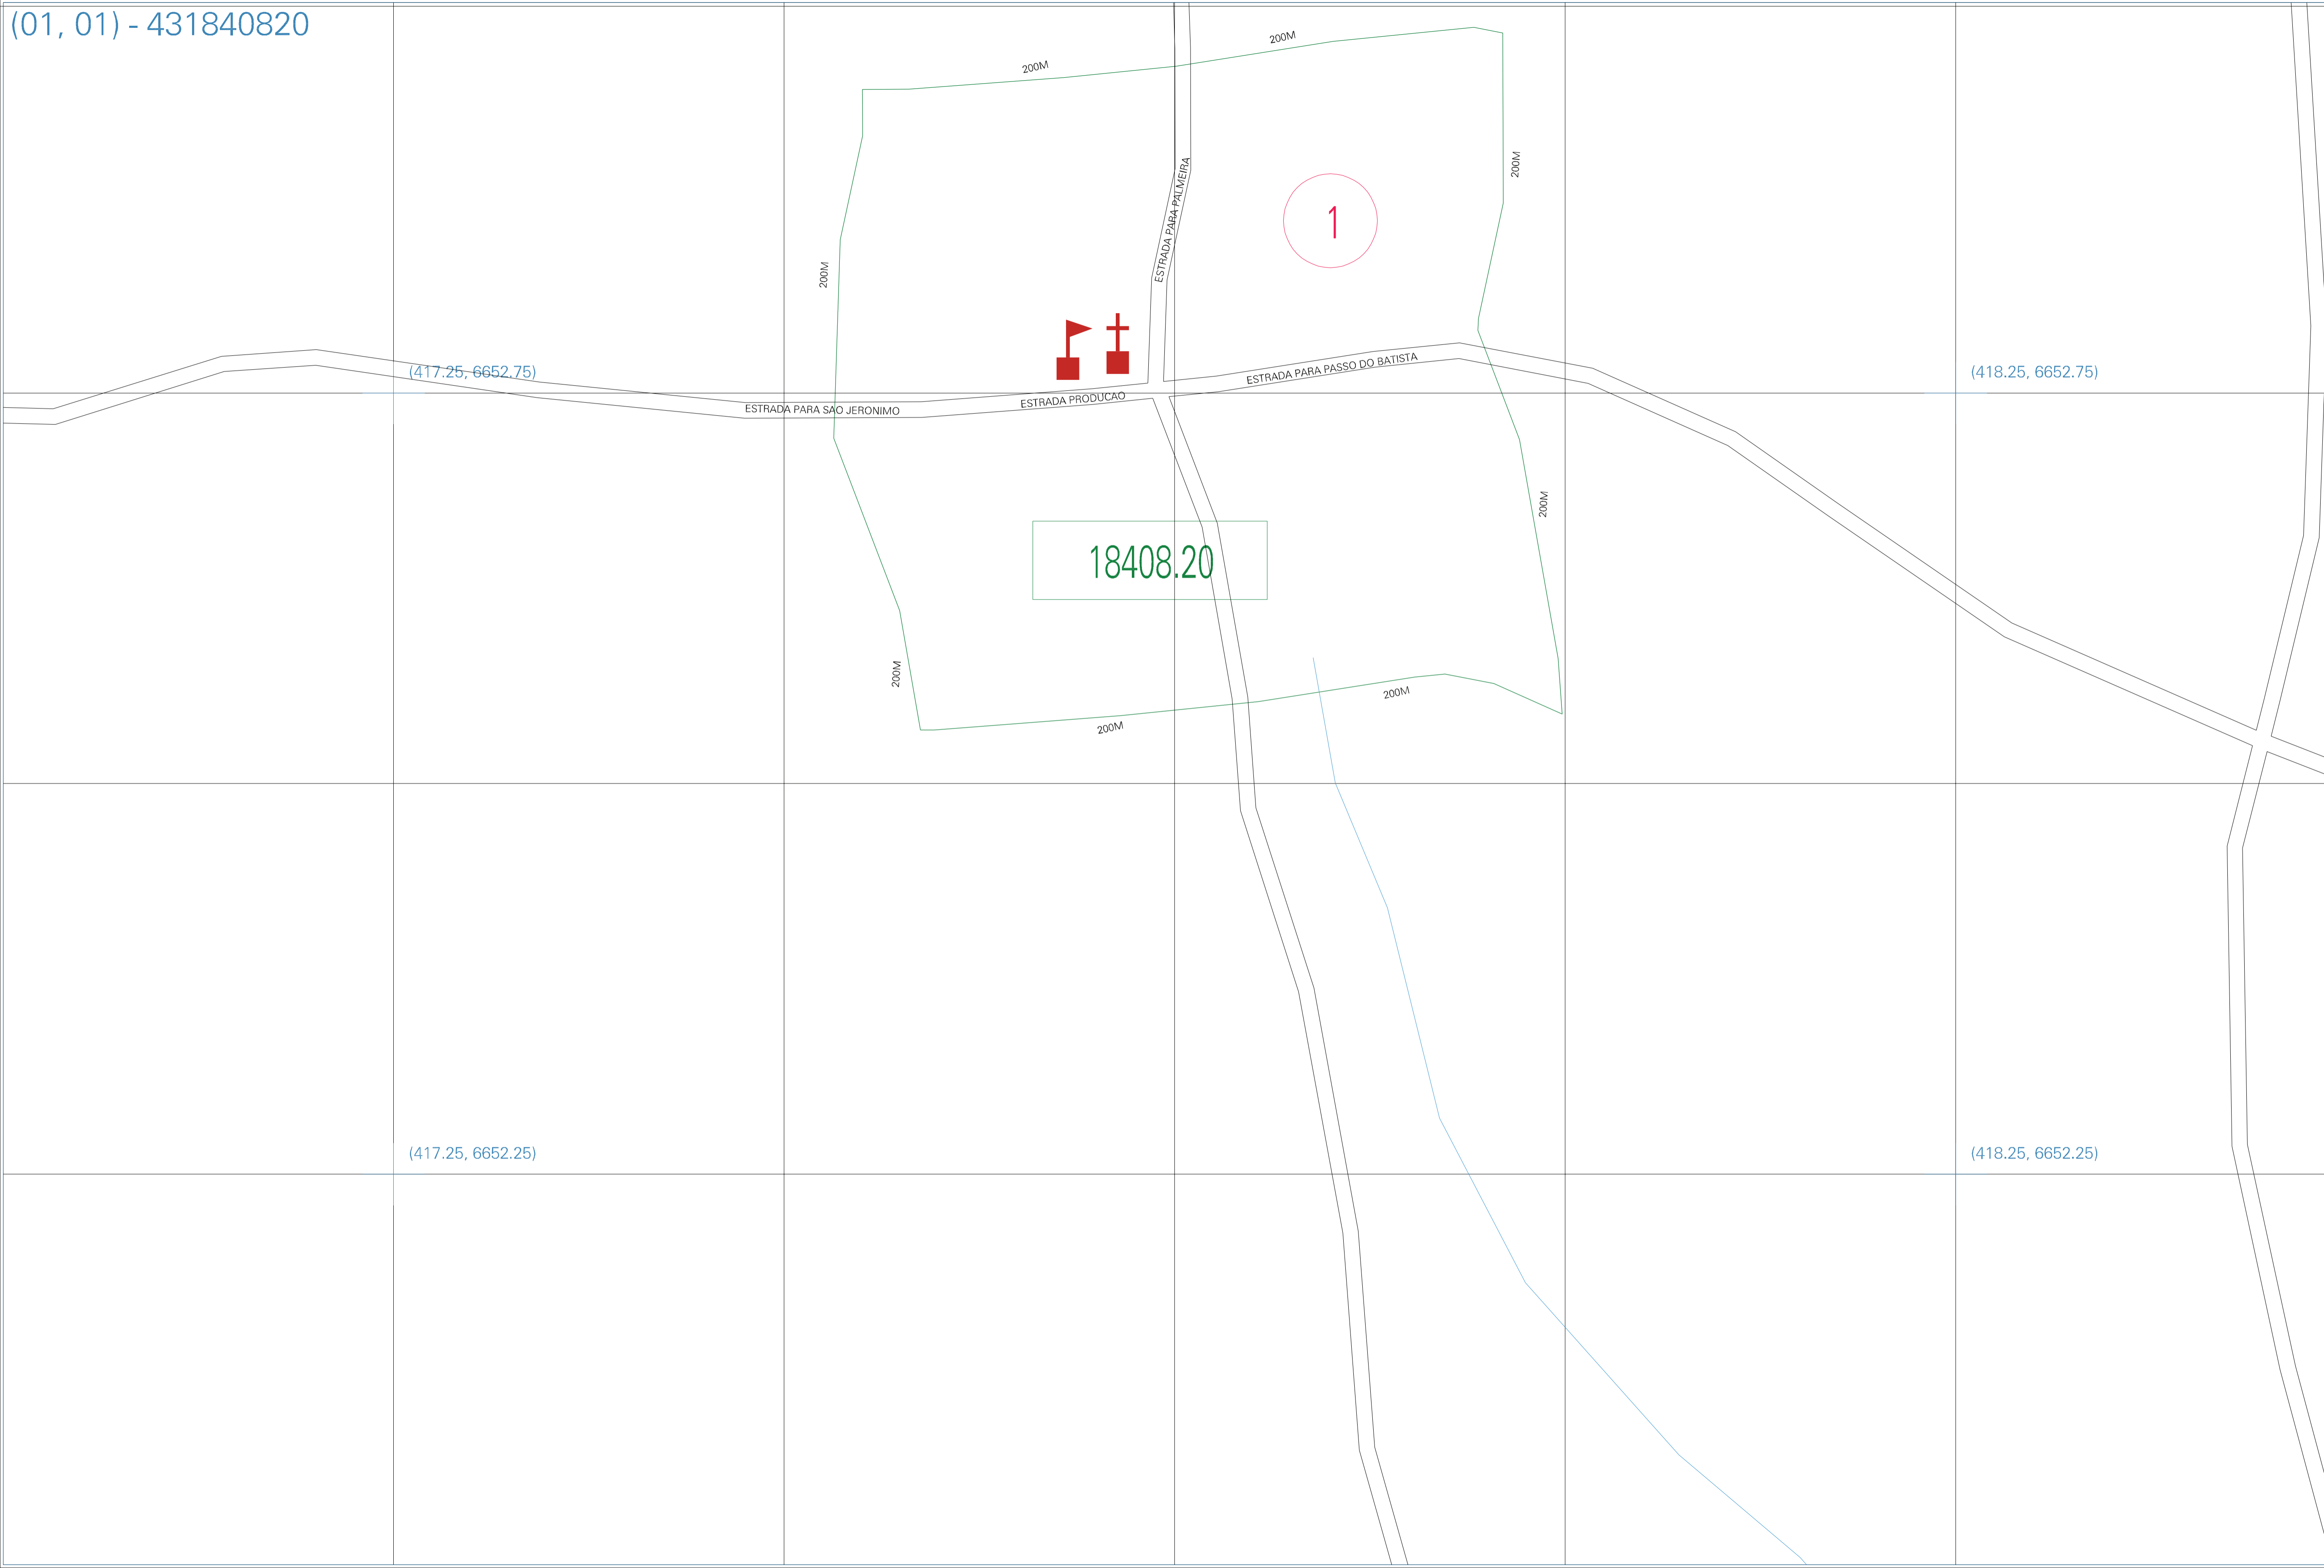 (01, 01) - 431840820
200M
200M
200M
ESTRADA PARA PALMEIRA
1
200M
(417.25, 6652.75)
ESTRADA PARA PASSO DO BATISTA
(418.25, 6652.75)
ESTRADA PARA SAO JERONIMO
ESTRADA PRODUCAO
200M
18408.20
200M
200M
200M
(417.25, 6652.25)
(418.25, 6652.25)